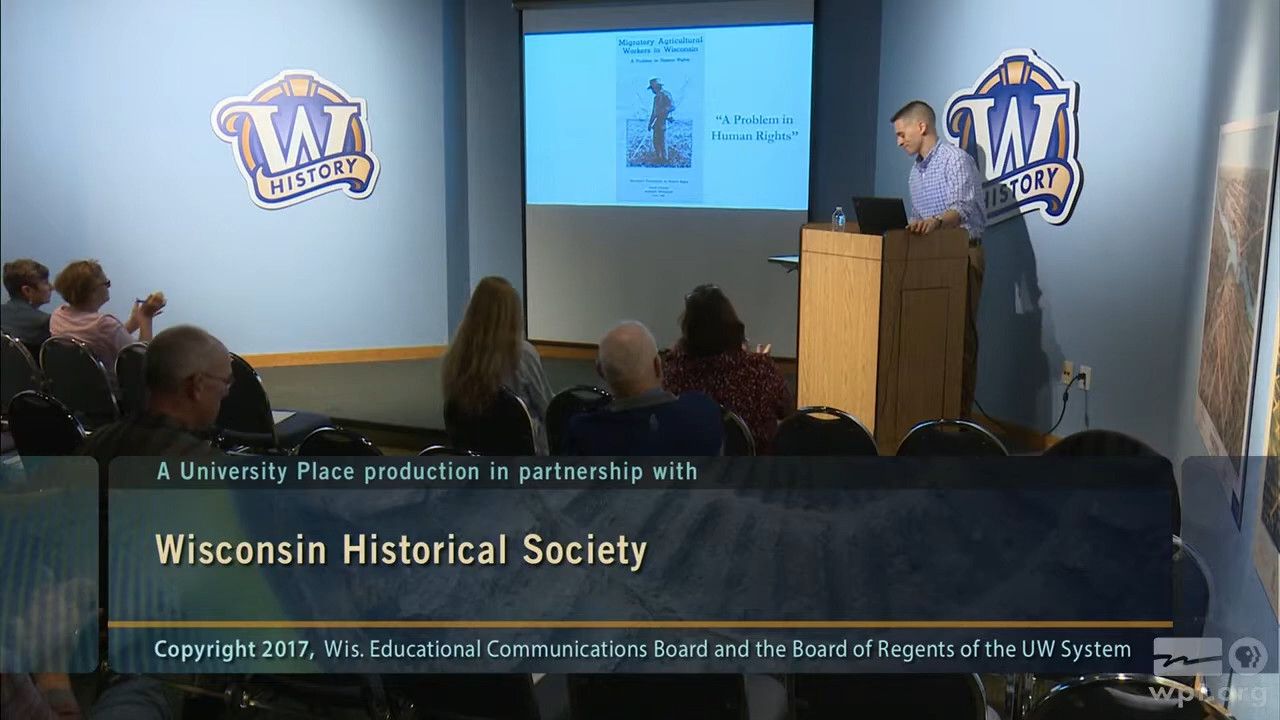 Migratory Agricultural
Workers in Wisconsin
A Problem in Human Rights
"A Problem in
Human Rights"
W
HISTORY
W
HISTORY
A University Place production in partnership with
Wisconsin Historical Society
Copyright 2017, Wis. Educational Communications Board and the Board of Regents of the UW System
wpt.org